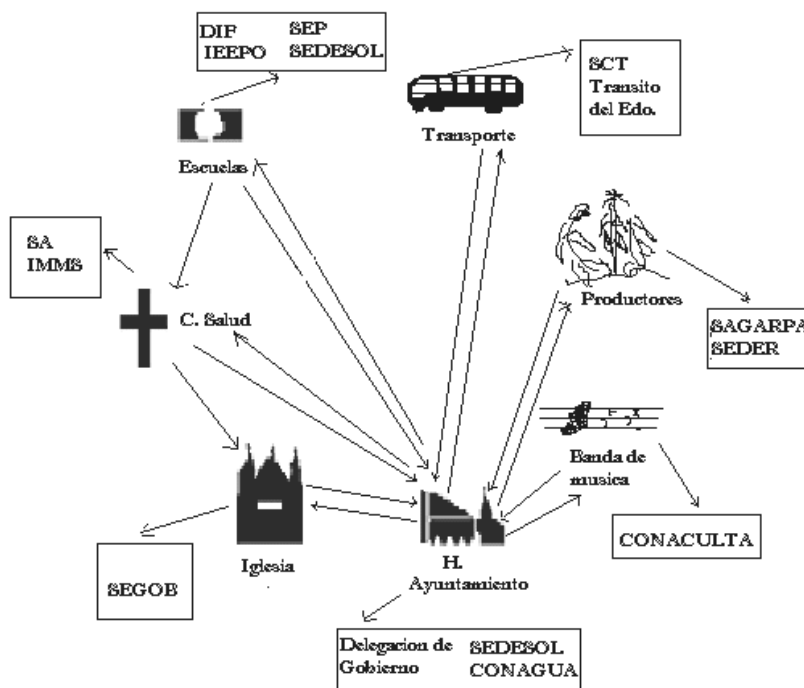 DIF SEP
IEEPO SEDESOL
SCT
Transito
del Edo.
Transporte
Escuelas
SA
IMMS
C. Salud
Productores
SAGARPA
SEDER
Banda de
musica
CONACULTA
Iglesia
SEGOB
H.
Ayuntamiento
Delegacion de SEDESOL
Gobierno CONAGUA